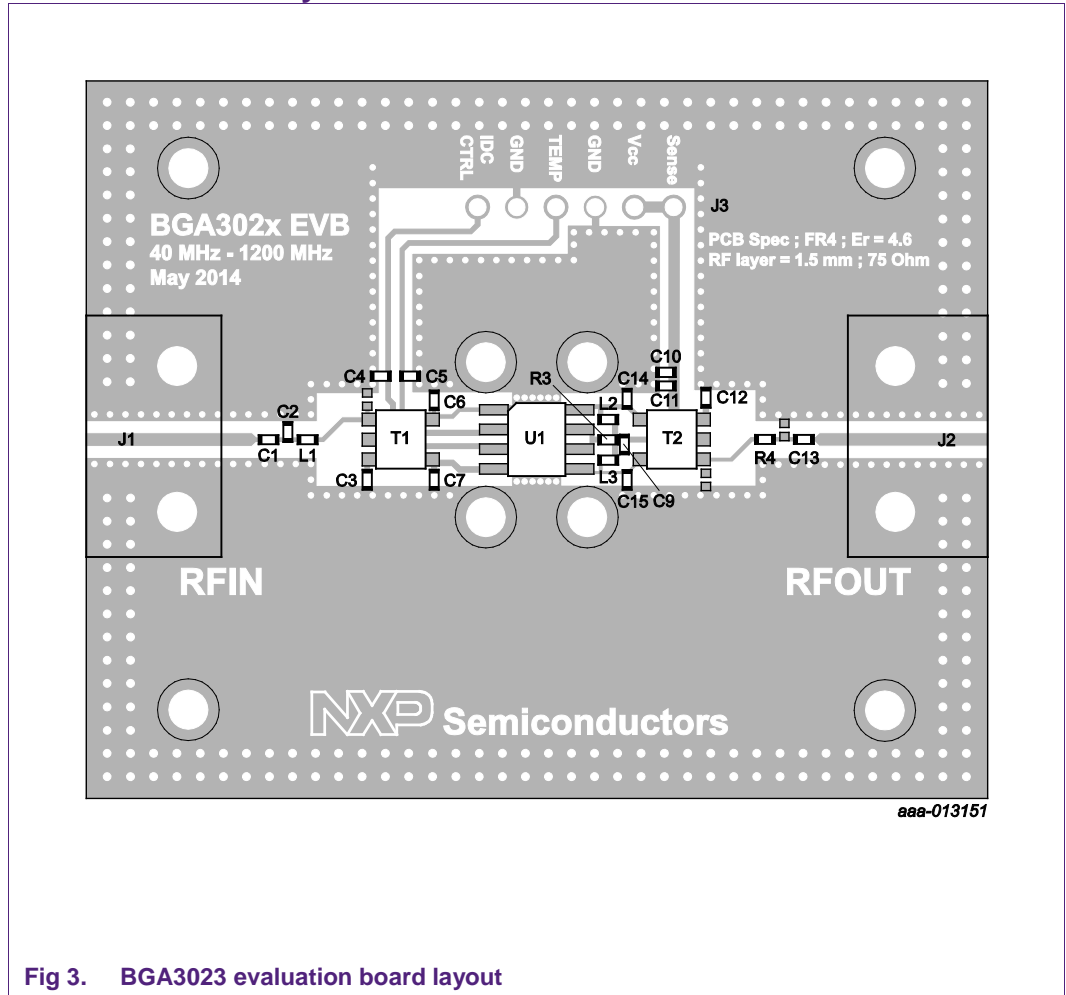 IDC
CTRL
GND
TEMP
GND
Vcc
Sense
J3
BGA302x EVB
40 MHz - 1200 MHz
May 2014
PCB Spec ; FR4 ; Er = 4.6
RF layer = 1.5 mm ; 75 Ohm
C4
C5
R3
C14
C10
C11
C12
C2
C6
L2
J1
C1
L1
T1
U1
T2
R4
C13
J2
C3
C7
L3
C15
C9
RFIN
RFOUT
NXP Semiconductors
aaa-013151
Fig 3. BGA3023 evaluation board layout